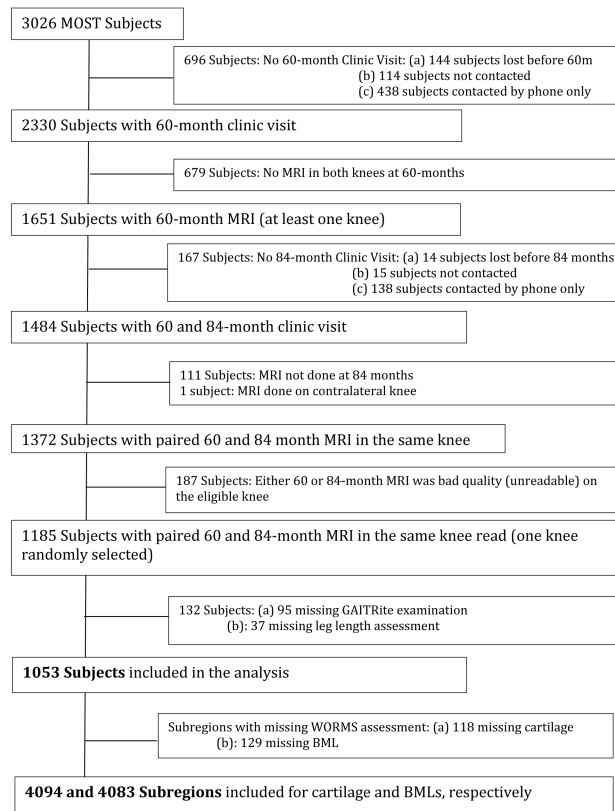 3026 MOST Subjects
696 Subjects: No 60-month Clinic Visit: (a) 144 subjects lost before 60m
(b) 114 subjects not contacted
(c) 438 subjects contacted by phone only
2330 Subjects with 60-month clinic visit
679 Subjects: No MRI in both knees at 60-months
1651 Subjects with 60-month MRI (at least one knee)
167 Subjects: No 84-month Clinic Visit: (a) 14 subjects lost before 84 months
(b) 15 subjects not contacted
(c) 138 subjects contacted by phone only
1484 Subjects with 60 and 84-month clinic visit
111 Subjects: MRI not done at 84 months
1 subject: MRI done on contralateral knee
1372 Subjects with paired 60 and 84 month MRI in the same knee
187 Subjects: Either 60 or 84-month MRI was bad quality (unreadable) on
the eligible knee
1185 Subjects with paired 60 and 84-month MRI in the same knee read (one knee
randomly selected)
132 Subjects: (a) 95 missing GAITRite examination
(b): 37 missing leg length assessment
1053 Subjects included in the analysis
Subregions with missing WORMS assessment: (a) 118 missing cartilage
(b): 129 missing BML
4094 and 4083 Subregions included for cartilage and BMLs, respectively